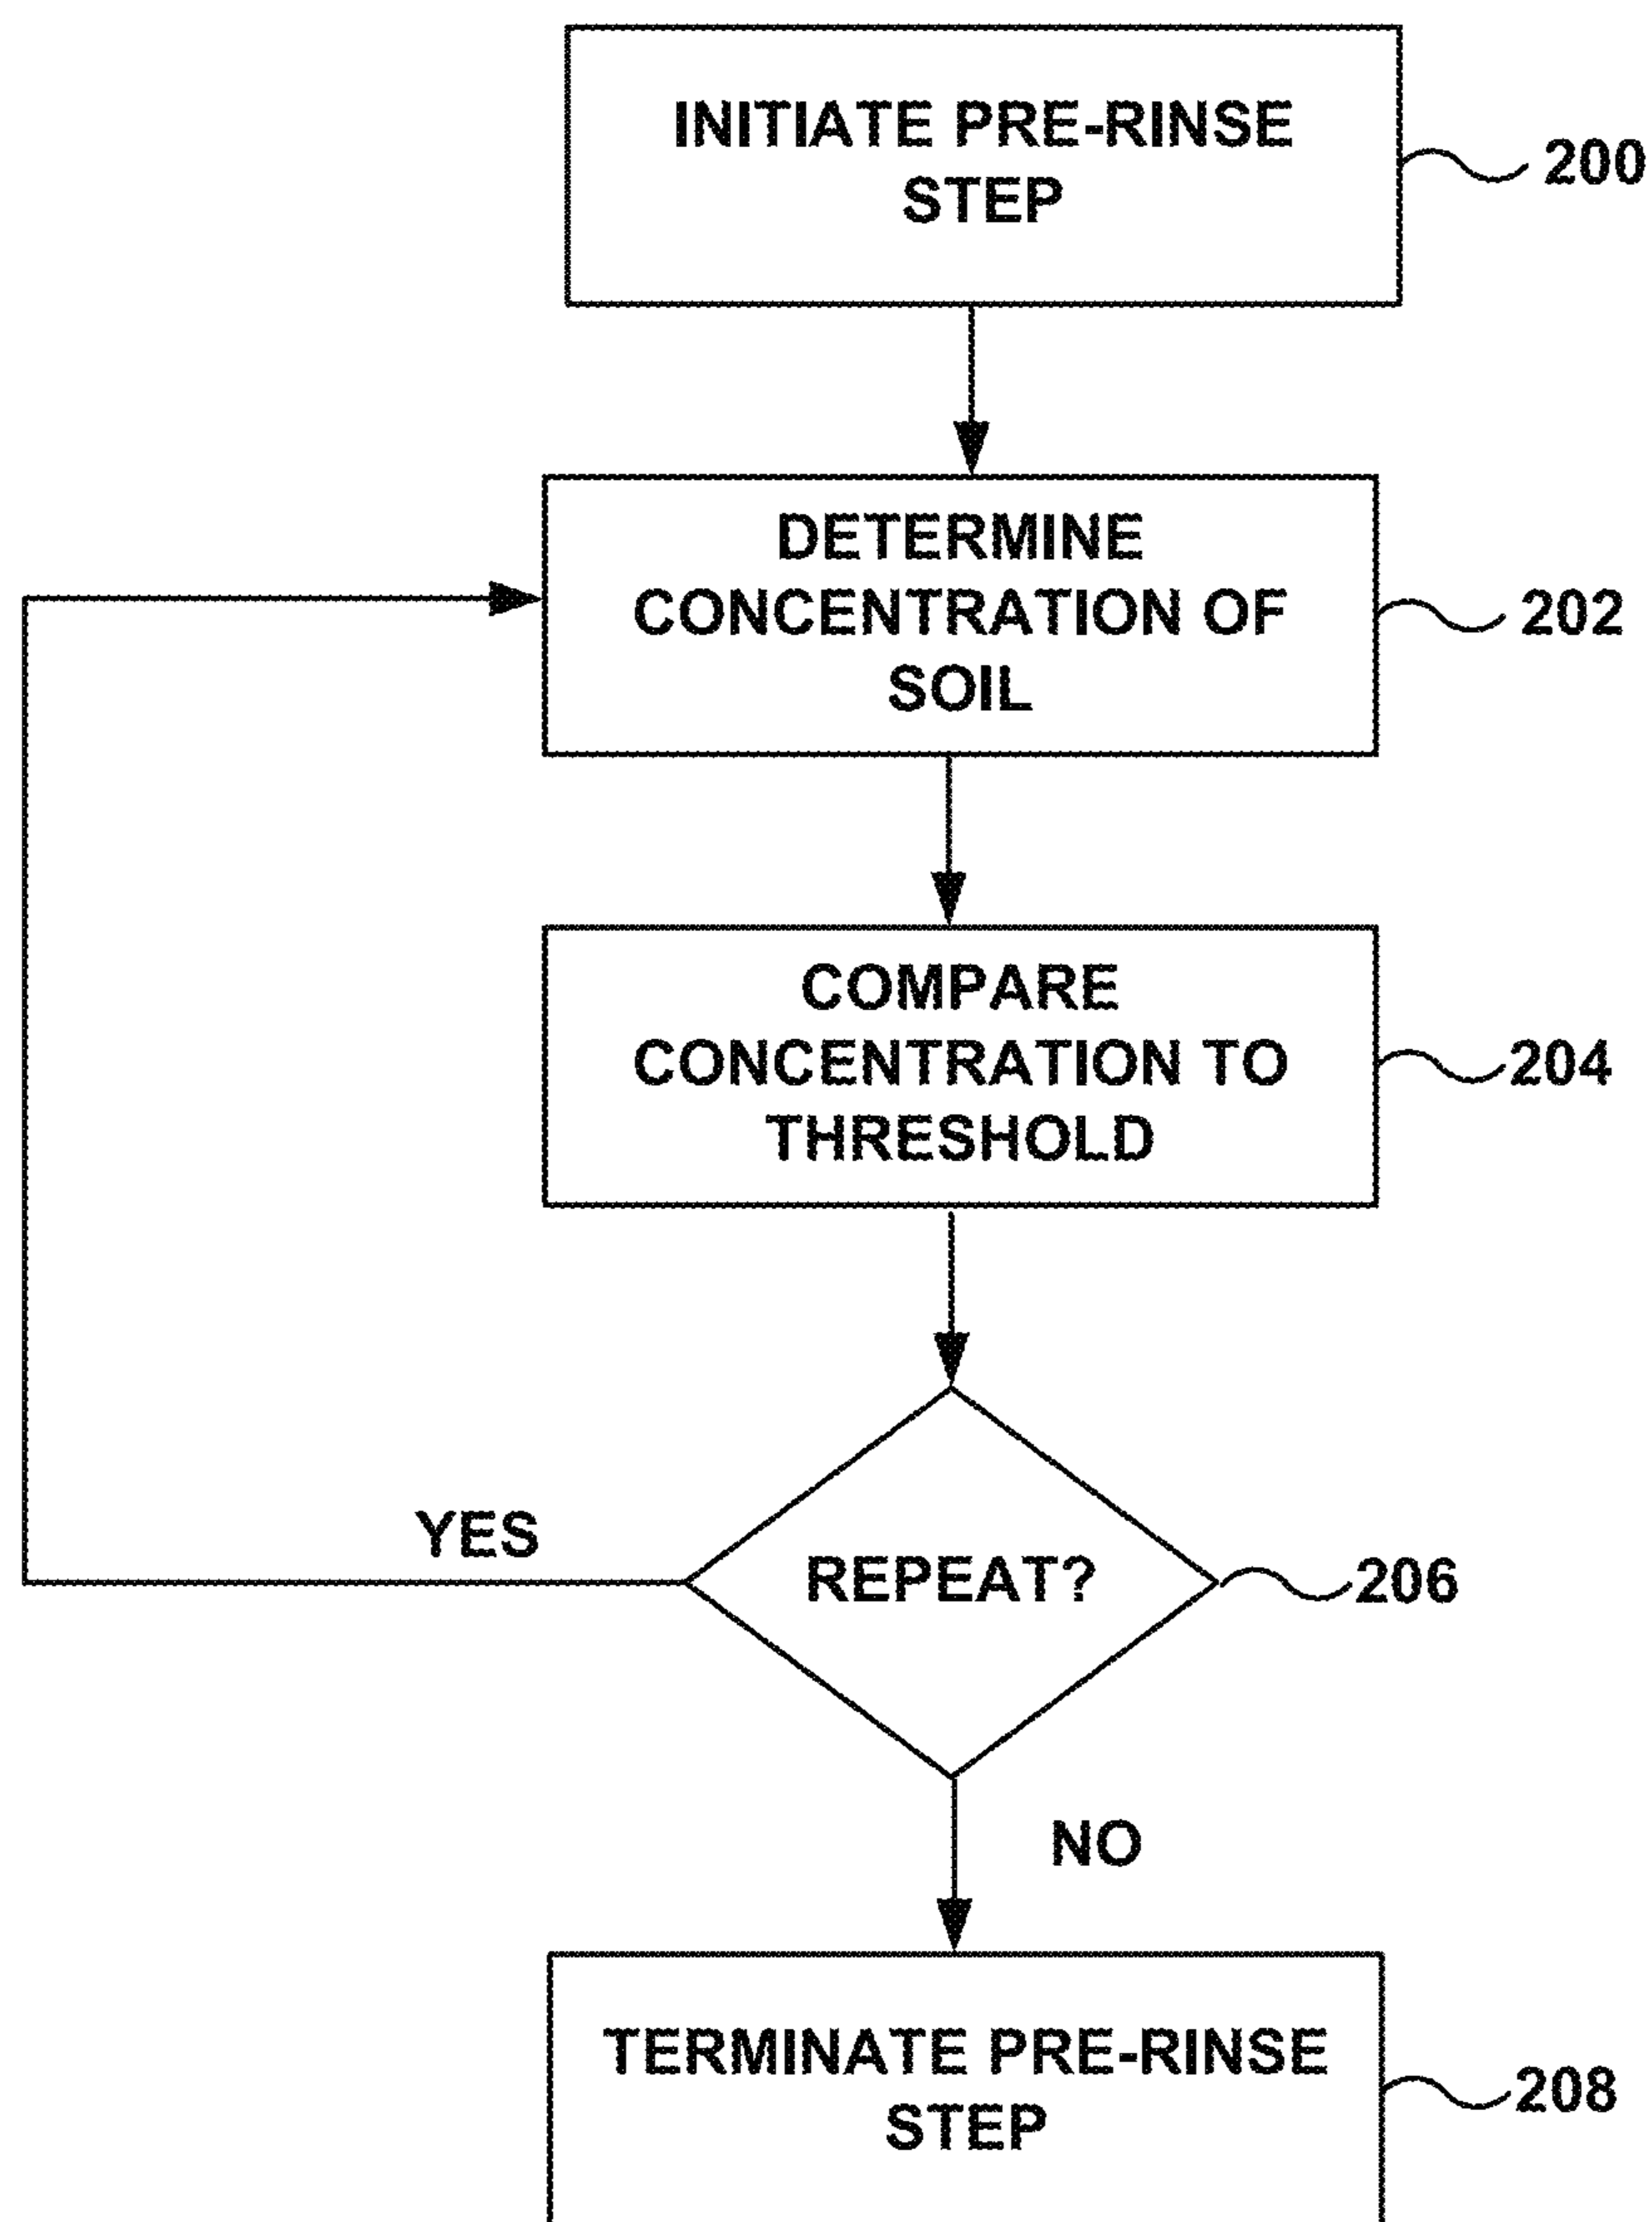 INITIATE PRE-RINSE
STEP
200
DETERMINE
CONCENTRATION OF
SOIL
202
COMPARE
CONCENTRATION TO
THRESHOLD
204
YES
REPEAT?
206
NO
TERMINATE PRE-RINSE
STEP
208